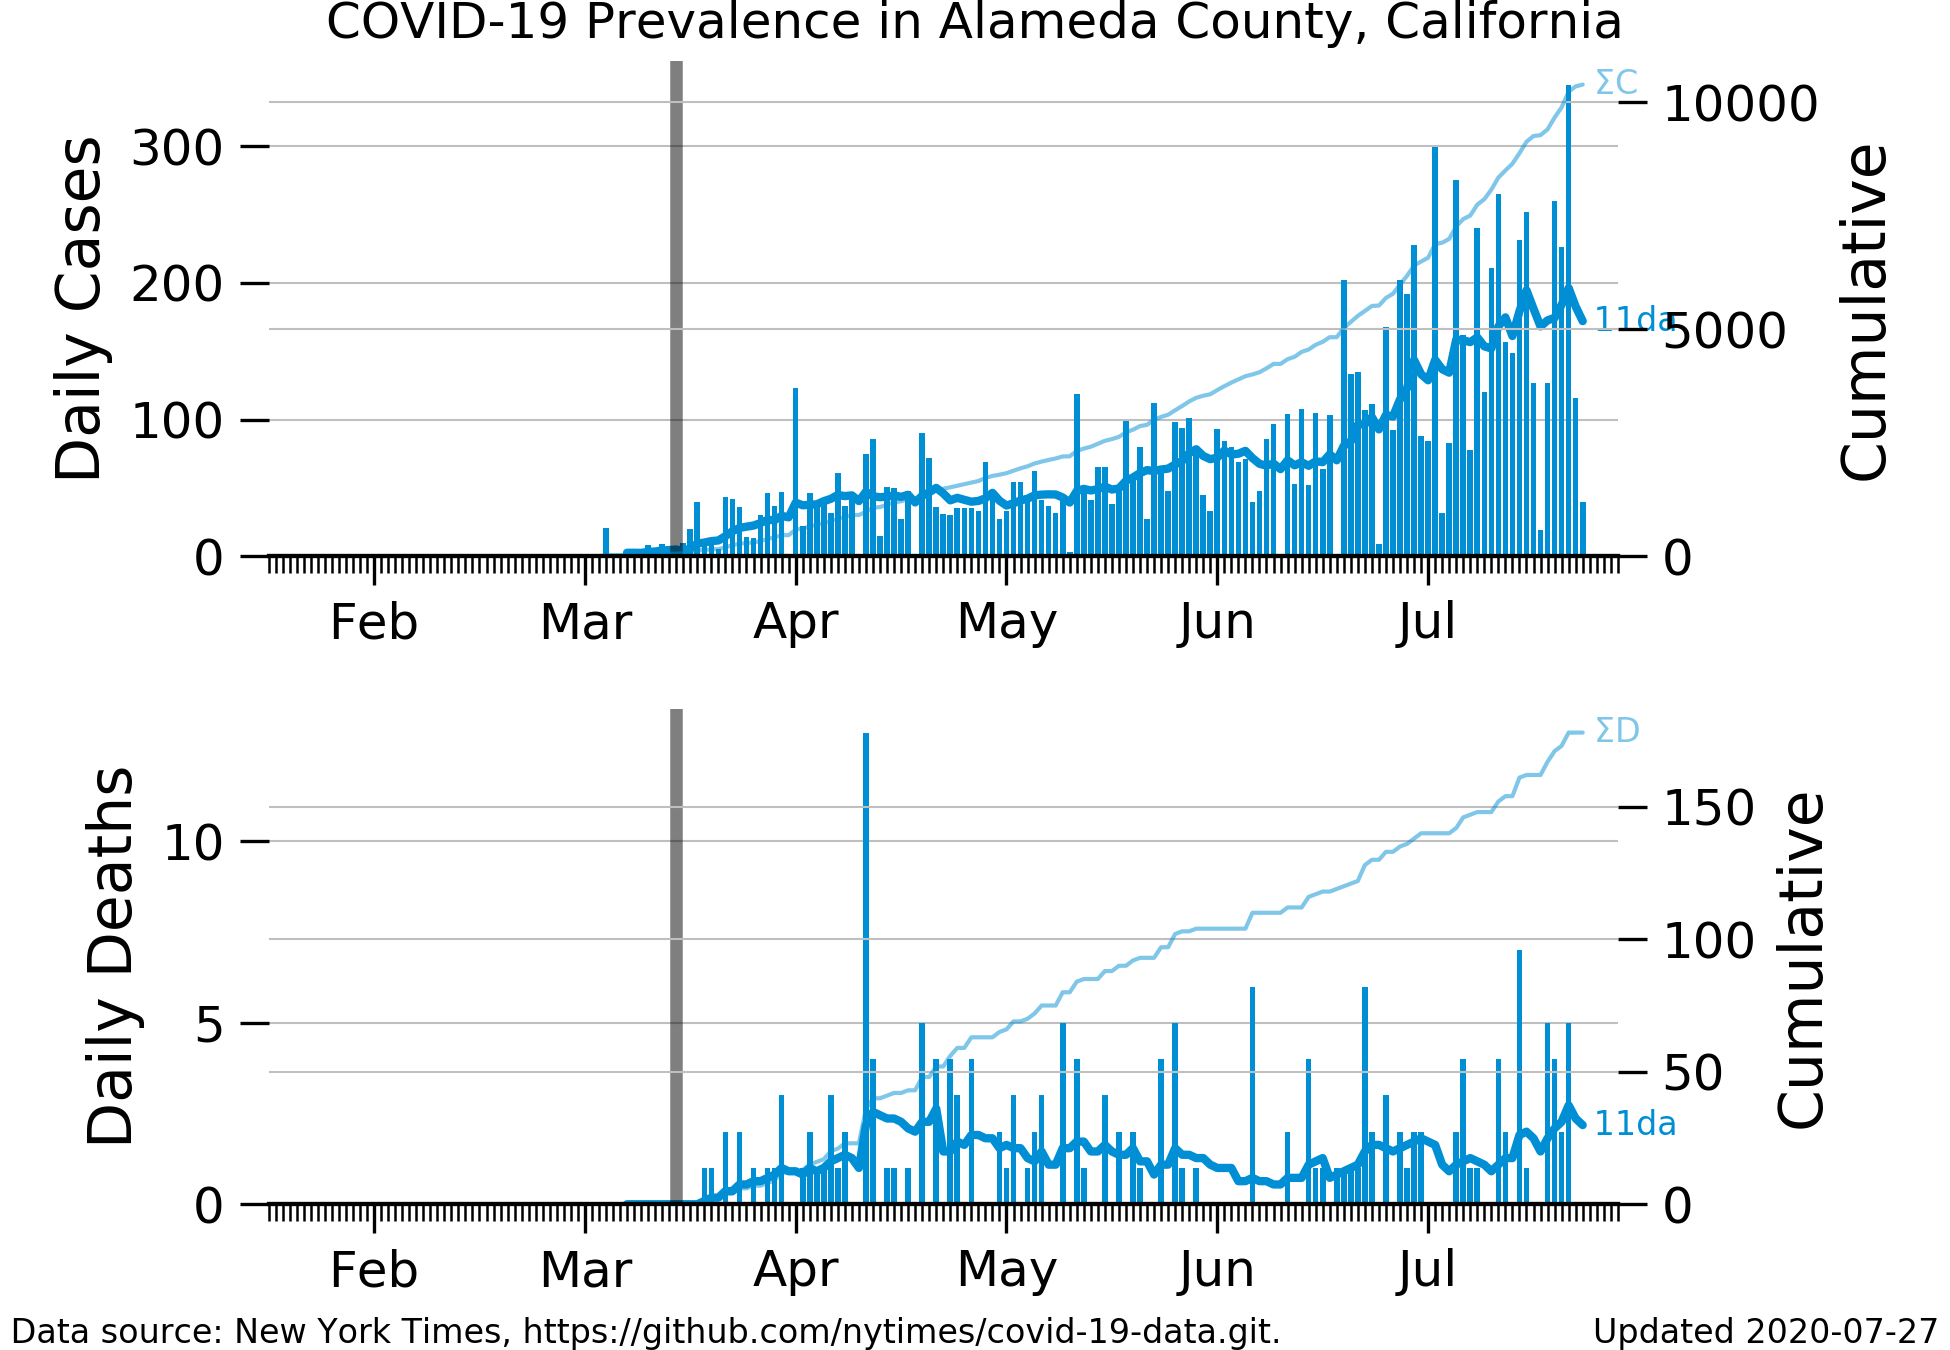 COVID-19 Prevalence in Alameda County, California
Daily Cases
300
200
100
0
ΣC
11da
10000
5000
0
Cumulative
Feb Mar Apr May Jun Jul
Daily Deaths
10
5
0
ΣD
11da
150
100
50
0
Cumulative
Feb Mar Apr May Jun Jul
Data source: New York Times, https://github.com/nytimes/covid-19-data.git.
Updated 2020-07-27